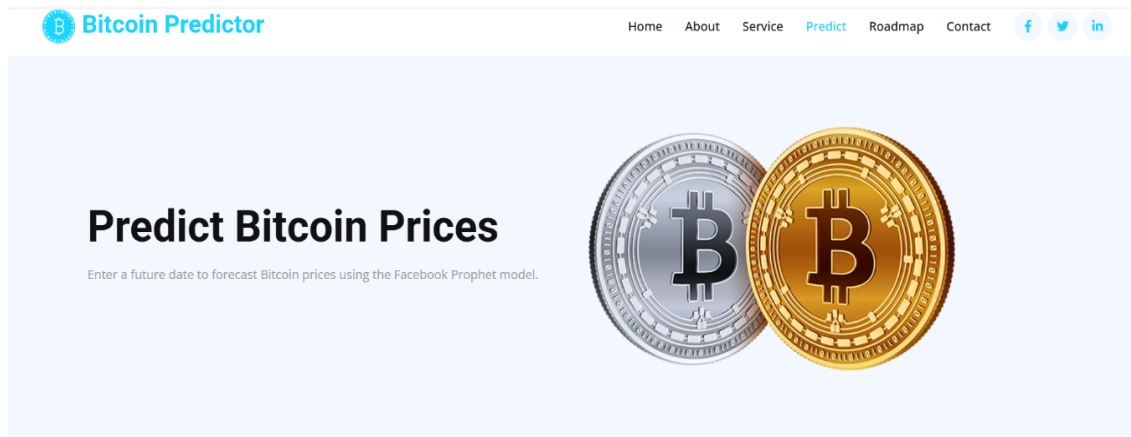 Bitcoin Predictor
Home About Service Predict Roadmap Contact
Predict Bitcoin Prices
Enter a future date to forecast Bitcoin prices using the Facebook Prophet model.